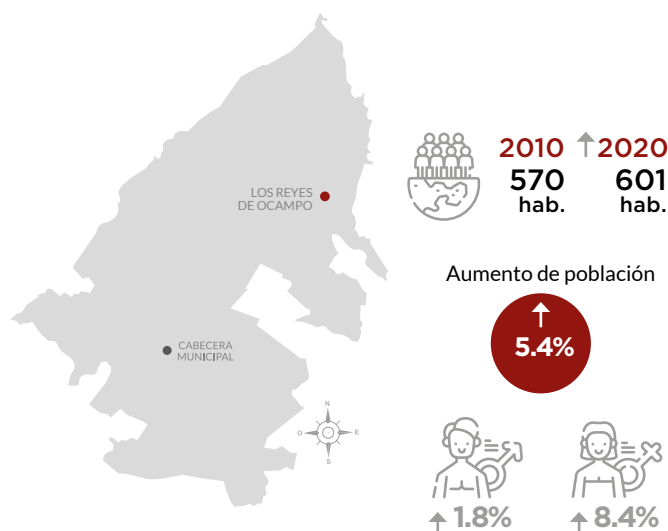 LOS REYES
DE OCAMPO
CABECERA
MUNICIPAL
N
O
E
S
2010 2020
570 601
hab. hab.
Aumento de población
5.4%
1.8% 8.4%